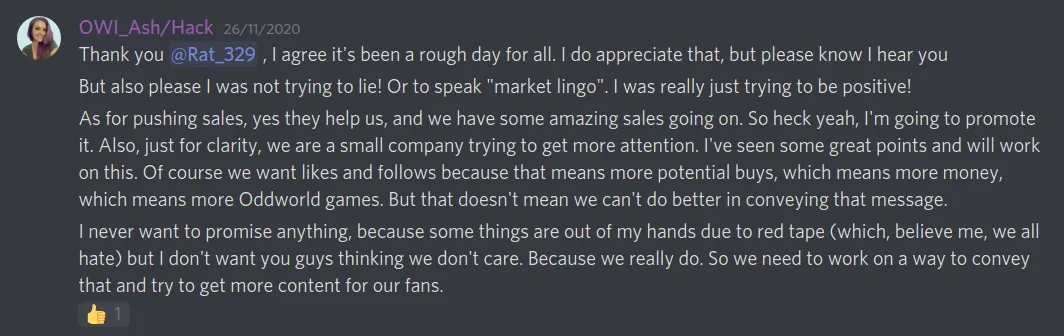 OWI_Ash/Hack 26/11/2020
Thank you @Rat_329 , I agree it's been a rough day for all. I do appreciate that, but please know I hear you
But also please I was not trying to lie! Or to speak "market lingo". I was really just trying to be positive!
As for pushing sales, yes they help us, and we have some amazing sales going on. So heck yeah, I'm going to promote
it. Also, just for clarity, we are a small company trying to get more attention. I've seen some great points and will work
on this. Of course we want likes and follows because that means more potential buys, which means more money,
which means more Oddworld games. But that doesn't mean we can't do better in conveying that message.
I never want to promise anything, because some things are out of my hands due to red tape (which, believe me, we all
hate) but I don't want you guys thinking we don't care. Because we really do. So we need to work on a way to convey
that and try to get more content for our fans.
👍 1